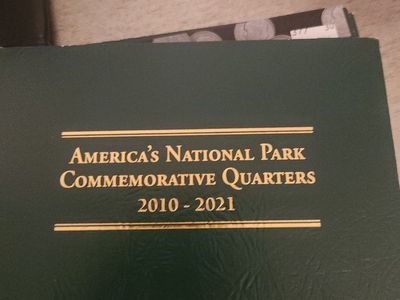 America's National Park
Commemorative Quarters
2010 - 2021